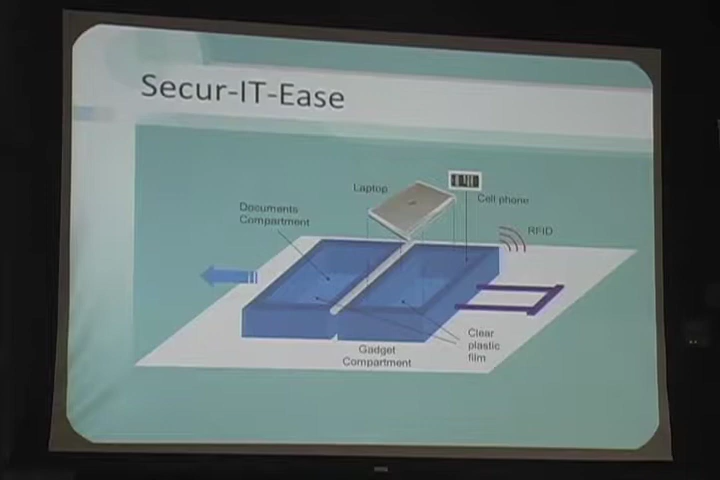 Secur-IT-Ease
Laptop
Cell phone
Documents
Compartment
RFID
Clear
plastic
film
Gadget
Compartment